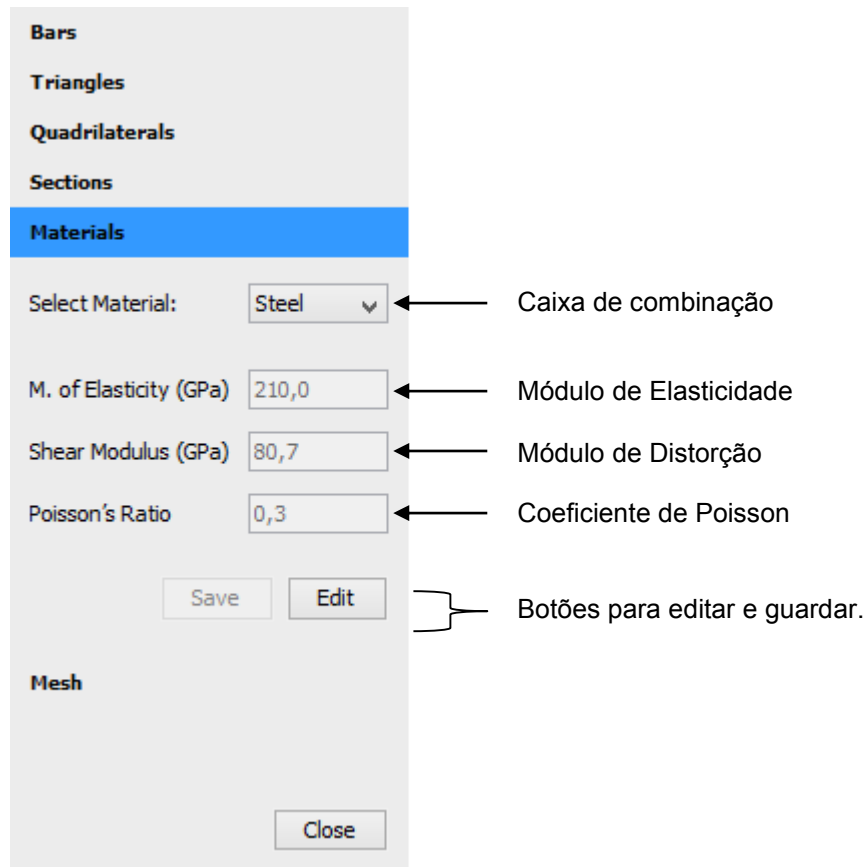 Bars
Triangles
Quadrilaterals
Sections
Materials
Select Material: Steel Caixa de combinação
M. of Elasticity (GPa) 210,0 Módulo de Elasticidade
Shear Modulus (GPa) 80,7 Módulo de Distorção
Poisson's Ratio 0,3 Coeficiente de Poisson
Save Edit Botões para editar e guardar.
Mesh
Close